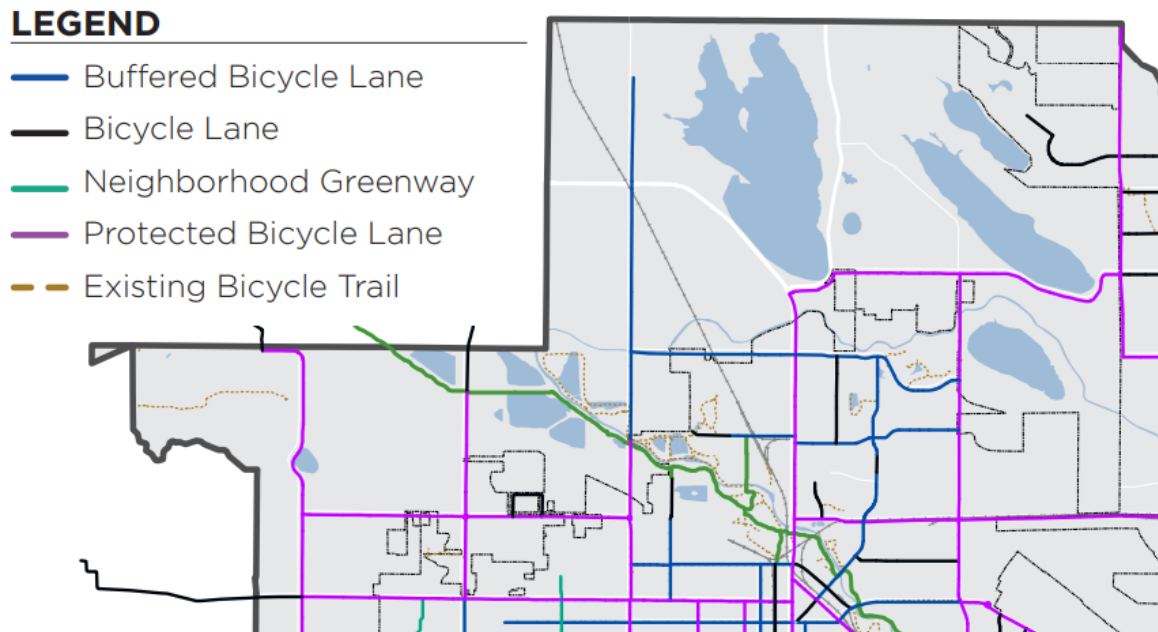 LEGEND
Buffered Bicycle Lane
Bicycle Lane
Neighborhood Greenway
Protected Bicycle Lane
Existing Bicycle Trail